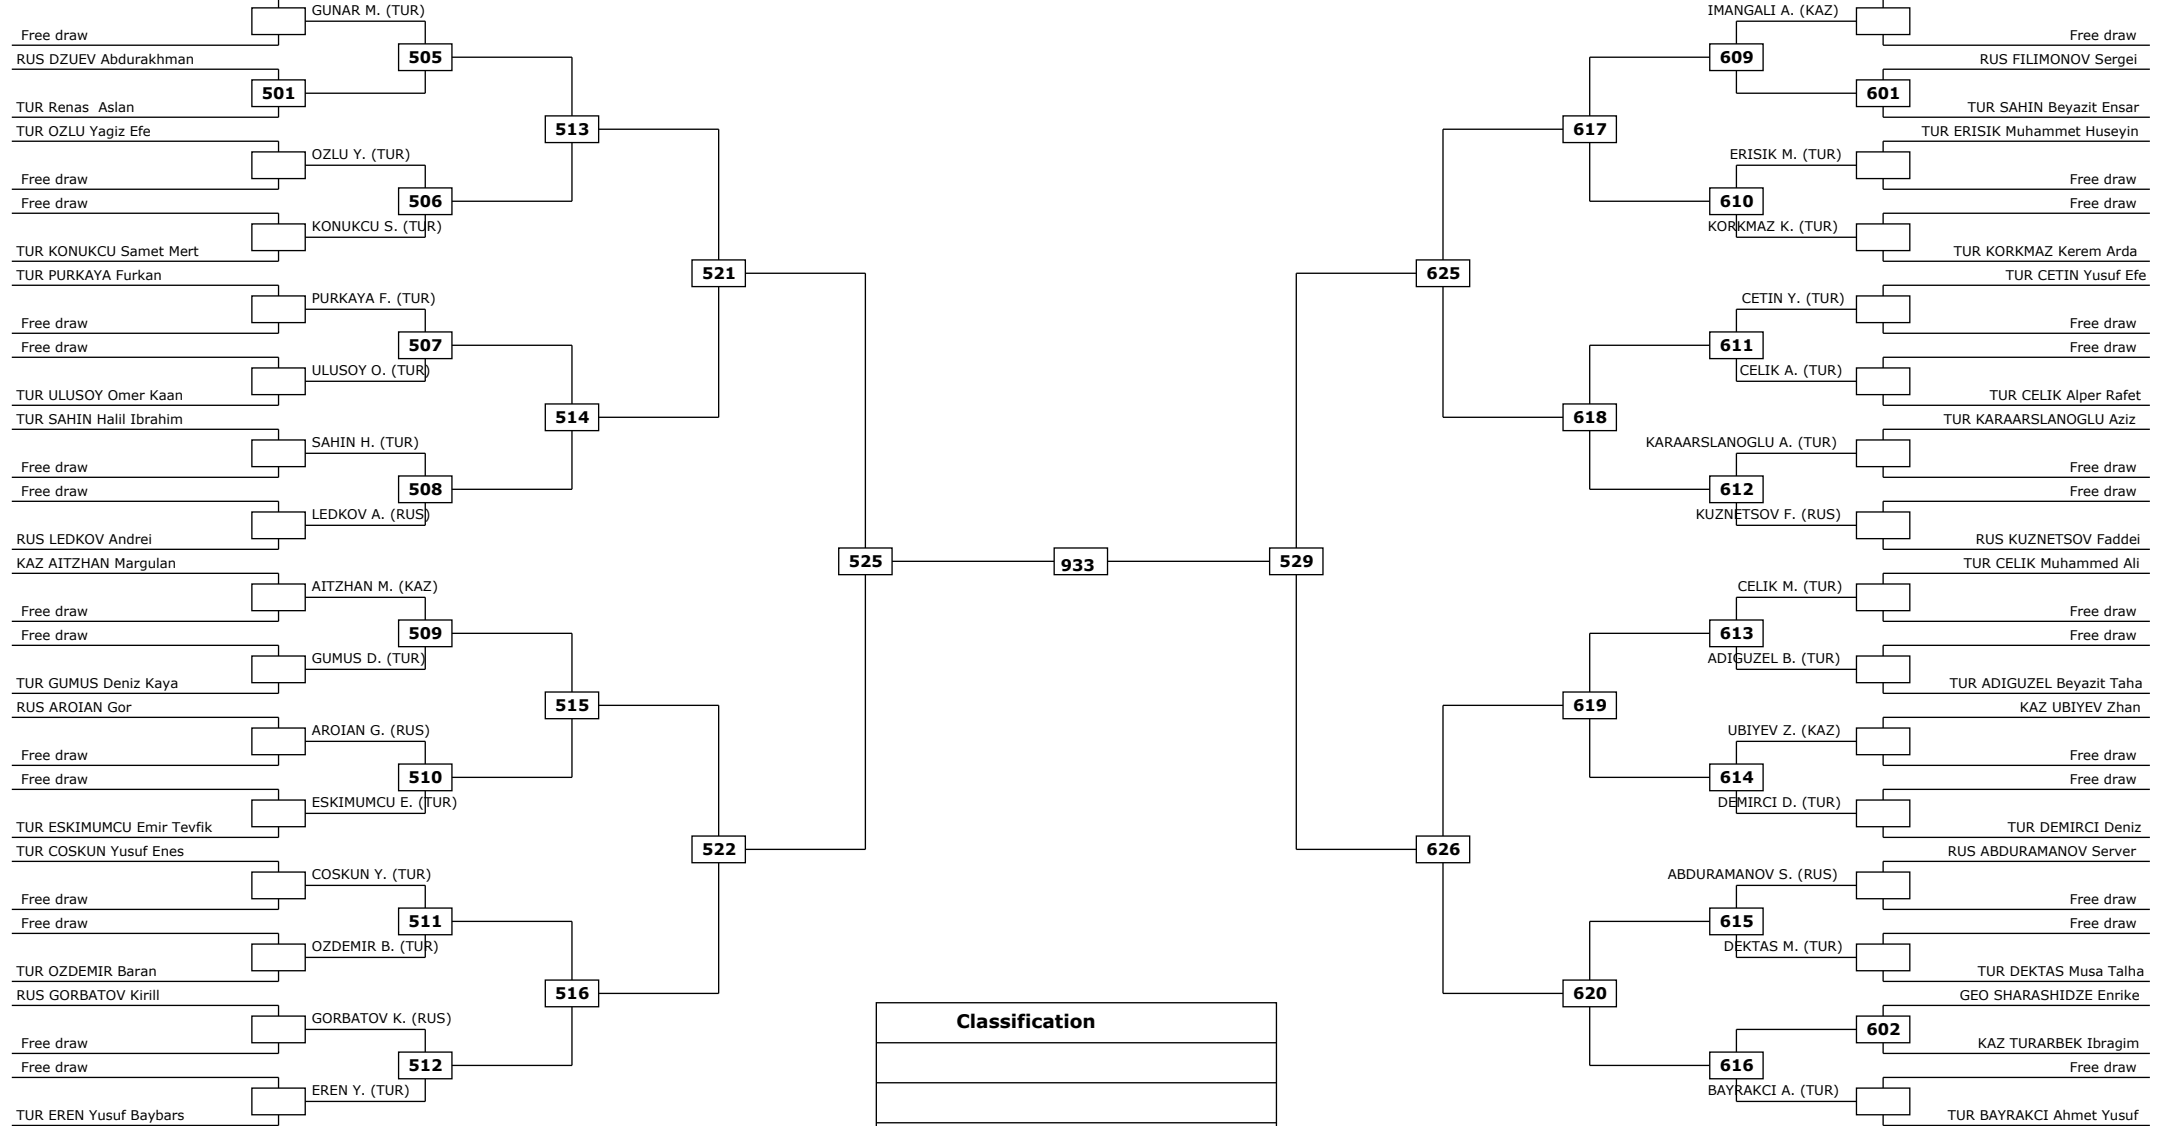 GUNAR M. (TUR)
Free draw
RUS DZUEV Abdurakhman
505
501
TUR Renas  Aslan
TUR OZLU Yagiz Efe
513
OZLU Y. (TUR)
Free draw
Free draw
506
KONUKCU S. (TUR)
TUR KONUKCU Samet Mert
TUR PURKAYA Furkan
521
PURKAYA F. (TUR)
Free draw
Free draw
507
ULUSOY O. (TUR)
TUR ULUSOY Omer Kaan
TUR SAHIN Halil Ibrahim
514
SAHIN H. (TUR)
Free draw
Free draw
508
LEDKOV A. (RUS)
RUS LEDKOV Andrei
KAZ AITZHAN Margulan
525
AITZHAN M. (KAZ)
Free draw
Free draw
509
GUMUS D. (TUR)
TUR GUMUS Deniz Kaya
RUS AROIAN Gor
515
AROIAN G. (RUS)
Free draw
Free draw
510
ESKIMUMCU E. (TUR)
TUR ESKIMUMCU Emir Tevfik
TUR COSKUN Yusuf Enes
522
COSKUN Y. (TUR)
Free draw
Free draw
511
OZDEMIR B. (TUR)
TUR OZDEMIR Baran
RUS GORBATOV Kirill
516
GORBATOV K. (RUS)
Free draw
Free draw
512
EREN Y. (TUR)
TUR EREN Yusuf Baybars
933
Classification
IMANGALI A. (KAZ)
Free draw
RUS FILIMONOV Sergei
609
601
TUR SAHIN Beyazit Ensar
TUR ERISIK Muhammet Huseyin
617
ERISIK M. (TUR)
Free draw
Free draw
610
KORKMAZ K. (TUR)
TUR KORKMAZ Kerem Arda
TUR CETIN Yusuf Efe
625
CETIN Y. (TUR)
Free draw
Free draw
611
CELIK A. (TUR)
TUR CELIK Alper Rafet
TUR KARAARSLANOGLU Aziz
618
KARAARSLANOGLU A. (TUR)
Free draw
Free draw
612
KUZNETSOV F. (RUS)
RUS KUZNETSOV Faddei
TUR CELIK Muhammed Ali
529
CELIK M. (TUR)
Free draw
Free draw
613
ADIGUZEL B. (TUR)
TUR ADIGUZEL Beyazit Taha
KAZ UBIYEV Zhan
619
UBIYEV Z. (KAZ)
Free draw
Free draw
614
DEMIRCI D. (TUR)
TUR DEMIRCI Deniz
RUS ABDURAMANOV Server
626
ABDURAMANOV S. (RUS)
Free draw
Free draw
615
DEKTAS M. (TUR)
TUR DEKTAS Musa Talha
GEO SHARASHIDZE Enrike
620
602
KAZ TURARBEK Ibragim
Free draw
616
BAYRAKCI A. (TUR)
TUR BAYRAKCI Ahmet Yusuf